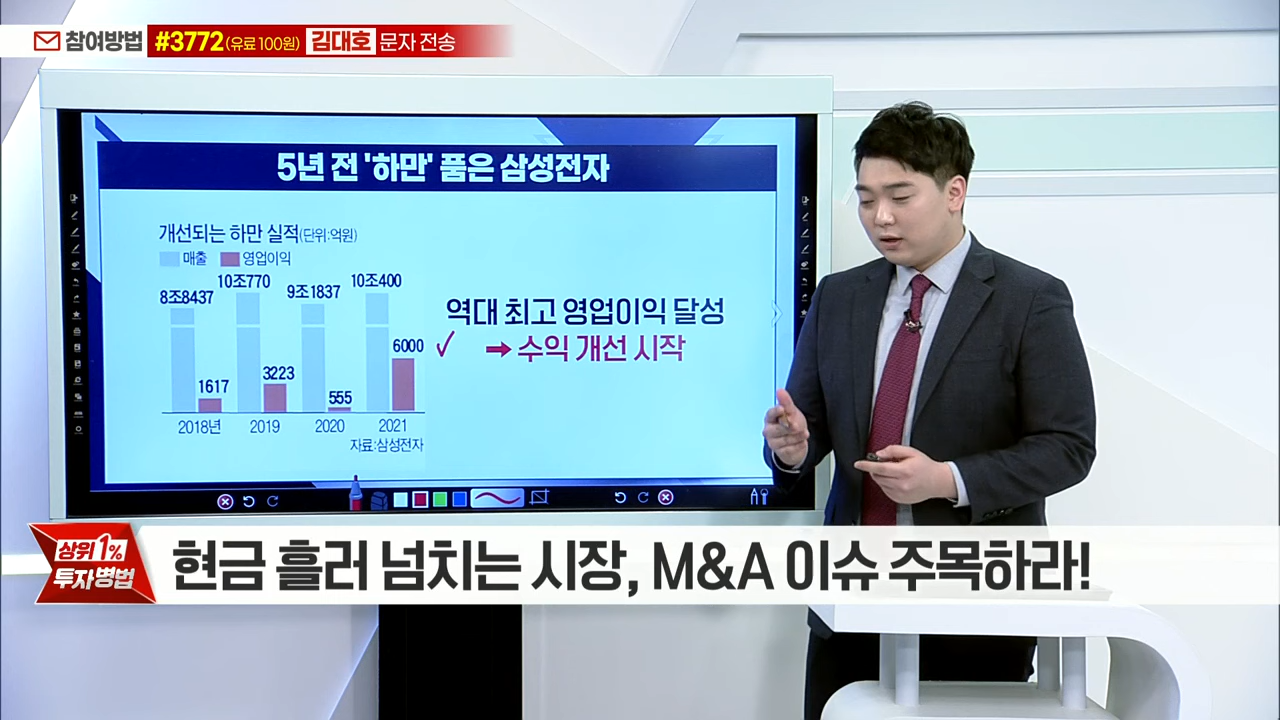 참여방법 #3772(유료 100원) 김대호 문자 전송
5년 전 '하만' 품은 삼성전자
개선되는 하만 실적(단위:억원)
매출 영업이익
8조8437 10조770 9조1837 10조400
1617 3223 555 6000
2018년 2019 2020 2021
자료:삼성전자
역대 최고 영업이익 달성
✓ ➡ 수익 개선 시작
상위 1%
투자병법
현금 흘러 넘치는 시장, M&A 이슈 주목하라!